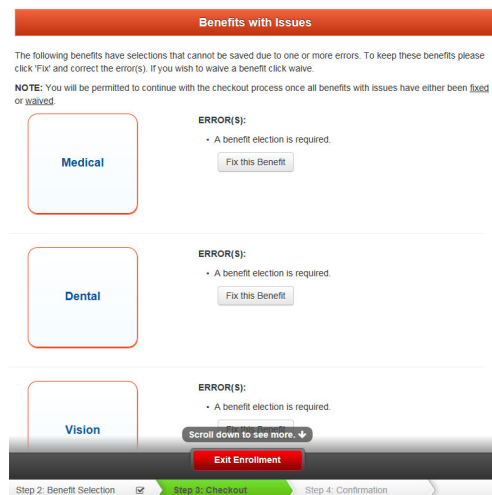 Benefits with Issues
The following benefits have selections that cannot be saved due to one or more errors. To keep these benefits please
click 'Fix' and correct the error(s). If you wish to waive a benefit click waive.
NOTE: You will be permitted to continue with the checkout process once all benefits with issues have either been fixed
or waived.
Medical
ERROR(S):
• A benefit election is required.
Fix this Benefit
Dental
ERROR(S):
• A benefit election is required.
Fix this Benefit
Vision
ERROR(S):
• A benefit election is required.
Fix this Benefit
Scroll down to see more.
Exit Enrollment
Step 2: Benefit Selection
Step 3: Checkout
Step 4: Confirmation